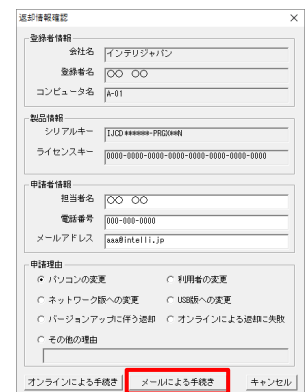 返却情報確認
登録者情報
会社名 インテリジャパン
登録者名 〇〇 〇〇
コンピュータ名 A-01
製品情報
シリアルキー IJCD******-PRGX**N
ライセンスキー 0000-0000-0000-0000-0000-0000-0000-0000
申請者情報
担当者名 〇〇 〇〇
電話番号 000-000-0000
メールアドレス aaa@intelli.jp
申請理由
パソコンの変更 利用者の変更
ネットワーク版への変更 USB版への変更
バージョンアップに伴う返却 オンラインによる返却に失敗
その他の理由
オンラインによる手続き メールによる手続き キャンセル